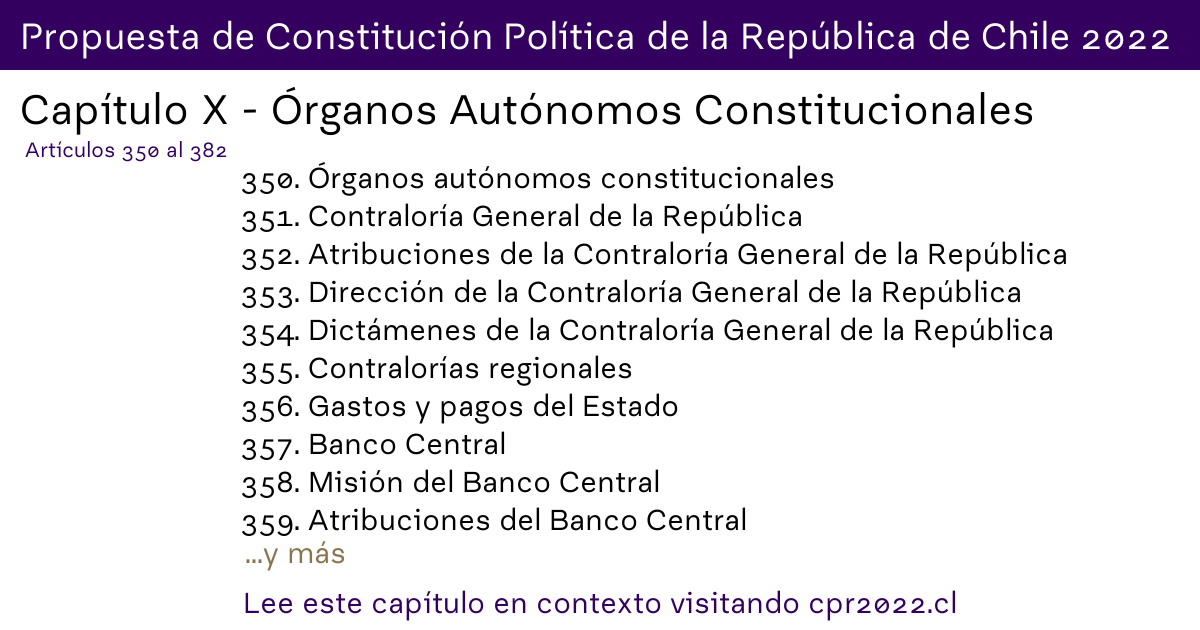 Propuesta de Constitución Política de la República de Chile 2022
Capítulo X - Órganos Autónomos Constitucionales
Artículos 350 al 382
350. Órganos autónomos constitucionales
351. Contraloría General de la República
352. Atribuciones de la Contraloría General de la República
353. Dirección de la Contraloría General de la República
354. Dictámenes de la Contraloría General de la República
355. Contralorías regionales
356. Gastos y pagos del Estado
357. Banco Central
358. Misión del Banco Central
359. Atribuciones del Banco Central
...y más
Lee este capítulo en contexto visitando cpr2022.cl